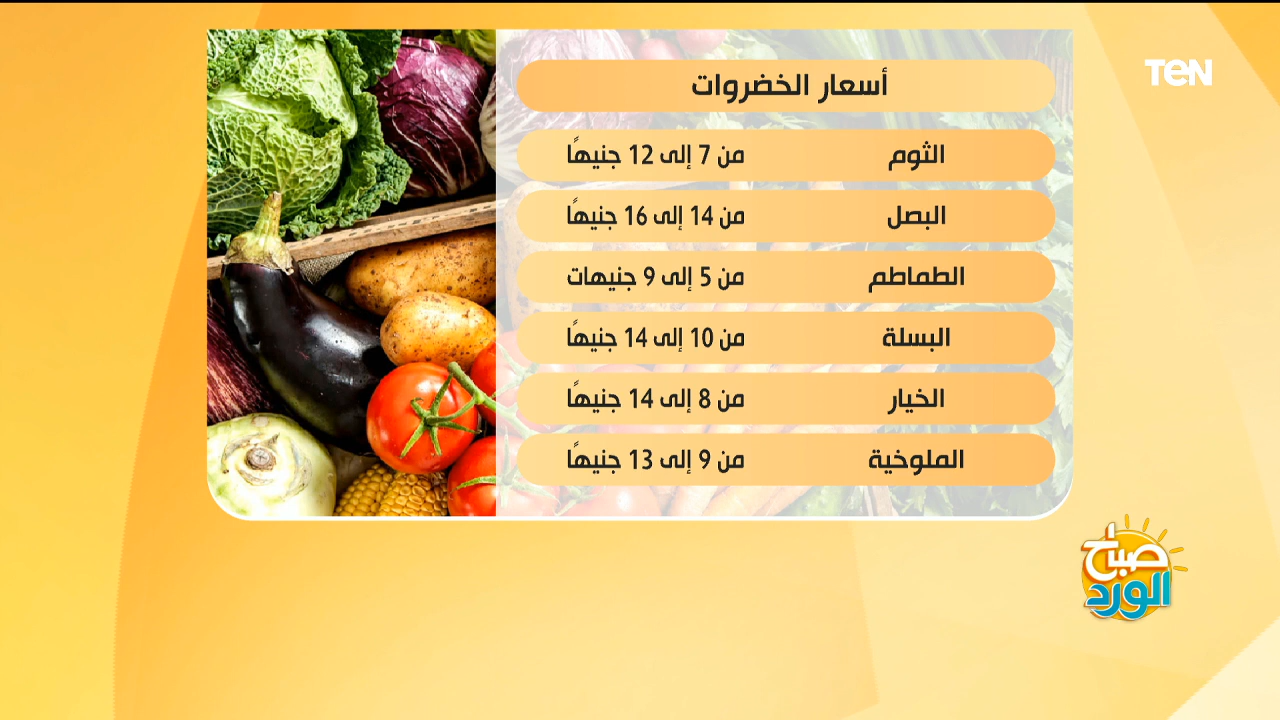 TEN
أسعار الخضروات
الثوم من 7 إلى 12 جنيهًا
البصل من 14 إلى 16 جنيهًا
الطماطم من 5 إلى 9 جنيهات
البسلة من 10 إلى 14 جنيهًا
الخيار من 8 إلى 14 جنيهًا
الملوخية من 9 إلى 13 جنيهًا
صباح
الورد